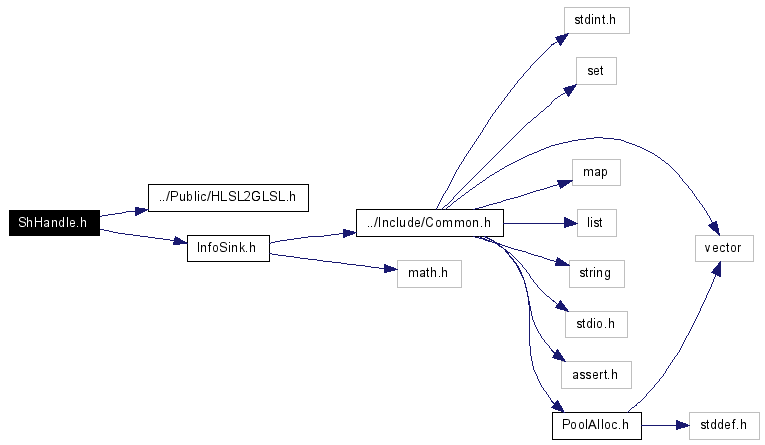 ShHandle.h
../Public/HLSL2GLSL.h
InfoSink.h
../Include/Common.h
math.h
stdint.h
set
map
list
string
stdio.h
assert.h
PoolAlloc.h
vector
stddef.h